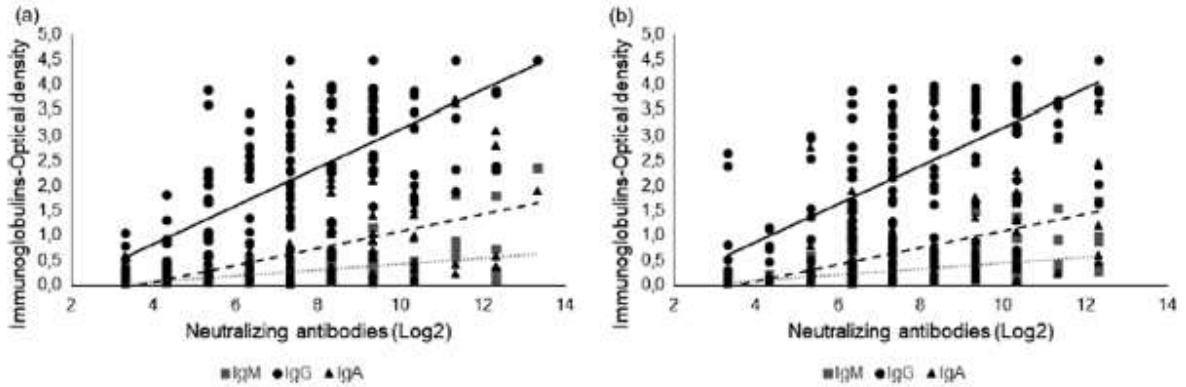 (a)
Immunoglobulins-Optical density
5,0
4,5
4,0
3,5
3,0
2,5
2,0
1,5
1,0
0,5
0,0
2 4 6 8 10 12 14
Neutralizing antibodies (Log2)
IgM IgG IgA
(b)
Immunoglobulins-Optical density
5,0
4,5
4,0
3,5
3,0
2,5
2,0
1,5
1,0
0,5
0,0
2 4 6 8 10 12 14
Neutralizing antibodies (Log2)
IgM IgG IgA